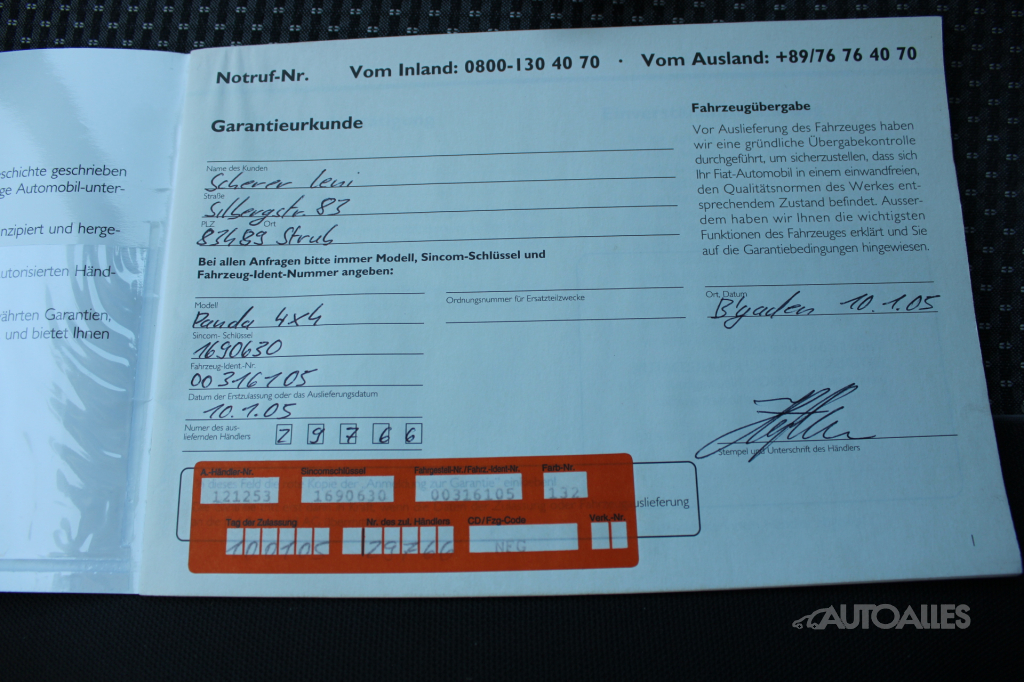 Notruf-Nr. Vom Inland: 0800-130 40 70 · Vom Ausland: +89/76 76 40 70
schichte geschrieben
ge Automobil-unter-
nzipiert und herge-
utorisierten Händ-
ährten Garantien,
und bietet Ihnen
Garantieurkunde
Name des Kunden
Scherer Leni
Straße
Silbergstr. 83
PLZ Ort
83489 Strub
Bei allen Anfragen bitte immer Modell, Sincom-Schlüssel und
Fahrzeug-Ident-Nummer angeben:
Modell
Panda 4x4
Sincom- Schlüssel
1690630
Fahrzeug-Ident.-Nr.
00316105
Datum der Erstzulassung oder das Auslieferungsdatum
10.1.05
Numer des aus-
liefernden Händlers
2 9 7 6 6
Ordnungsnummer für Ersatzteilzwecke
Fahrzeugübergabe
Vor Auslieferung des Fahrzeuges haben
wir eine gründliche Übergabekontrolle
durchgeführt, um sicherzustellen, dass sich
Ihr Fiat-Automobil in einem einwandfreien,
den Qualitätsnormen des Werkes ent-
sprechendem Zustand befindet. Ausser-
dem haben wir Ihnen die wichtigsten
Funktionen des Fahrzeuges erklärt und Sie
auf die Garantiebedingungen hingewiesen.
Ort, Datum
B'gaden 10.1.05
Stempel und Unterschrift des Händlers
A.-Händler-Nr. Sincomschlüssel Fahrgestell-Nr./Fahrz.-Ident-Nr. Farb-Nr.
121253 1690630 00316105 132
uslieferung
Tag der Zulassung Nr. des zul. Händlers CD/Fzg-Code Verk.-Nr.
100105 29766 NEG
1
AUTOALLES